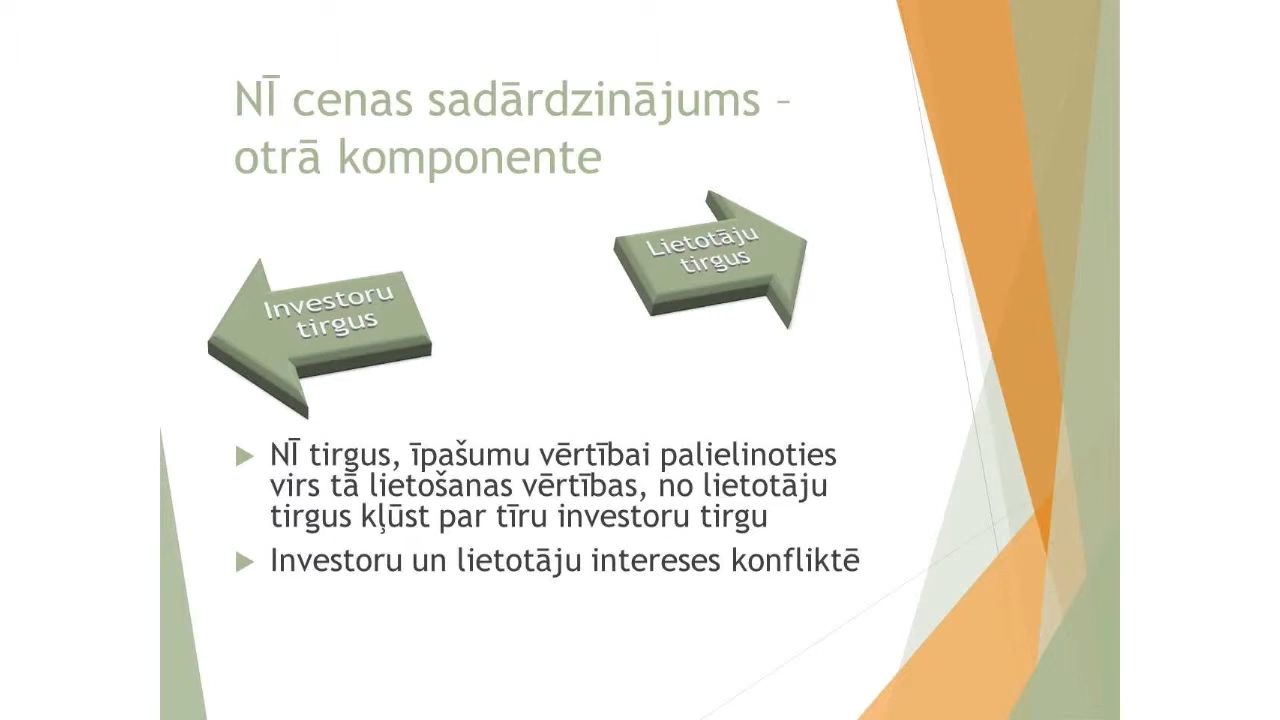 NĪ cenas sadārdzinājums –
otrā komponente
Lietotāju
tirgus
Investoru
tirgus
NĪ tirgus, īpašumu vērtībai palielinoties
virs tā lietošanas vērtības, no lietotāju
tirgus kļūst par tīru investoru tirgu
Investoru un lietotāju intereses konfliktē